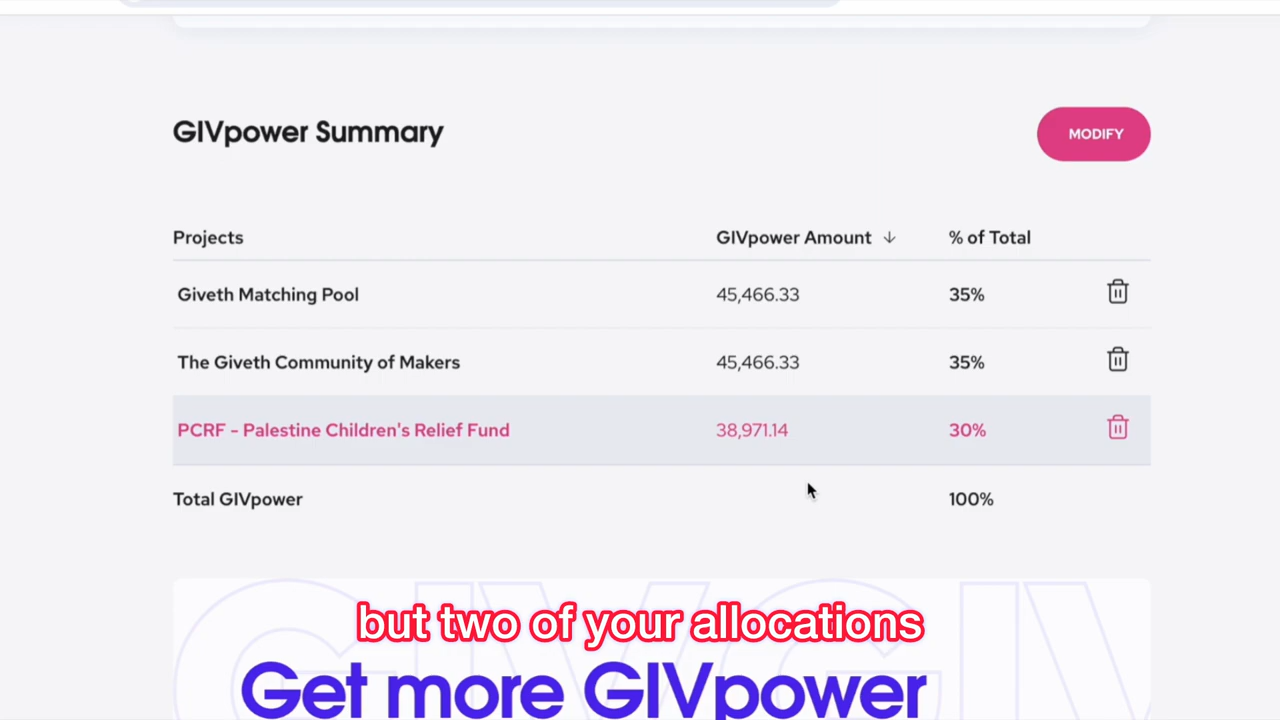 GIVpower Summary
MODIFY
Projects GIVpower Amount ↓ % of Total
Giveth Matching Pool 45,466.33 35%
The Giveth Community of Makers 45,466.33 35%
PCRF - Palestine Children's Relief Fund 38,971.14 30%
Total GIVpower 100%
but two of your allocations
Get more GIVpower